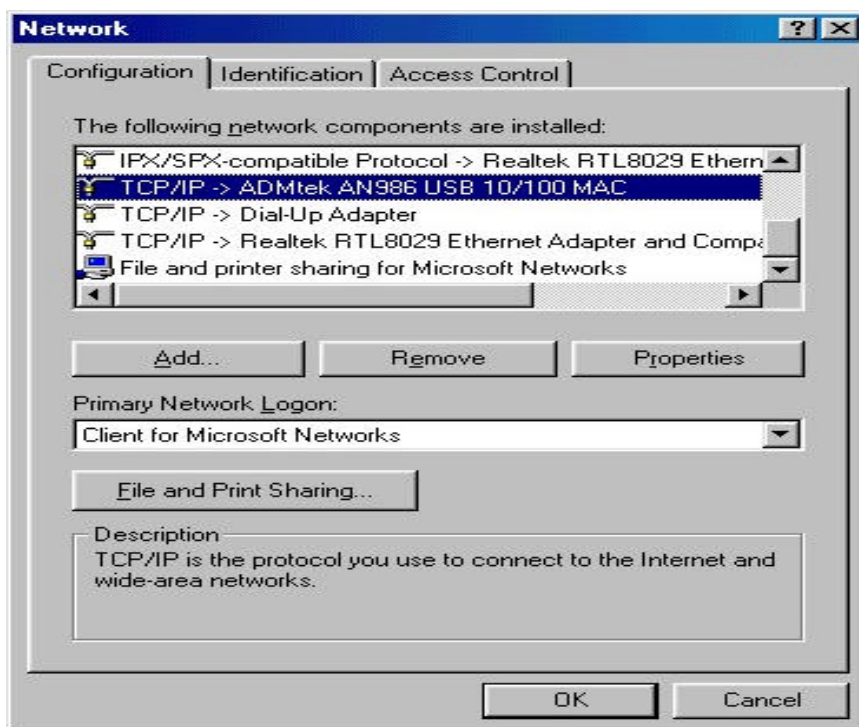 Network
Configuration Identification Access Control
The following network components are installed:
IPX/SPX-compatible Protocol -> Realtek RTL8029 Ethern
TCP/IP -> ADMtek AN986 USB 10/100 MAC
TCP/IP -> Dial-Up Adapter
TCP/IP -> Realtek RTL8029 Ethernet Adapter and Compa
File and printer sharing for Microsoft Networks
Add... Remove Properties
Primary Network Logon:
Client for Microsoft Networks
File and Print Sharing...
Description
TCP/IP is the protocol you use to connect to the Internet and
wide-area networks.
OK Cancel